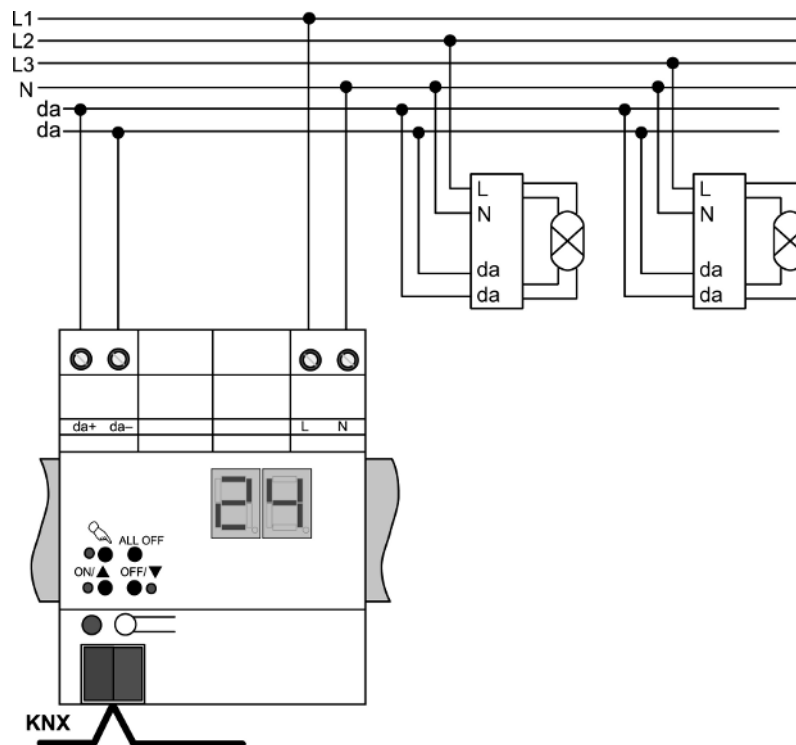 L1
L2
L3
N
da
da
L
N
da
da
L
N
da
da
da+ da– L N
24
ALL OFF
ON/▲ OFF/▼
KNX